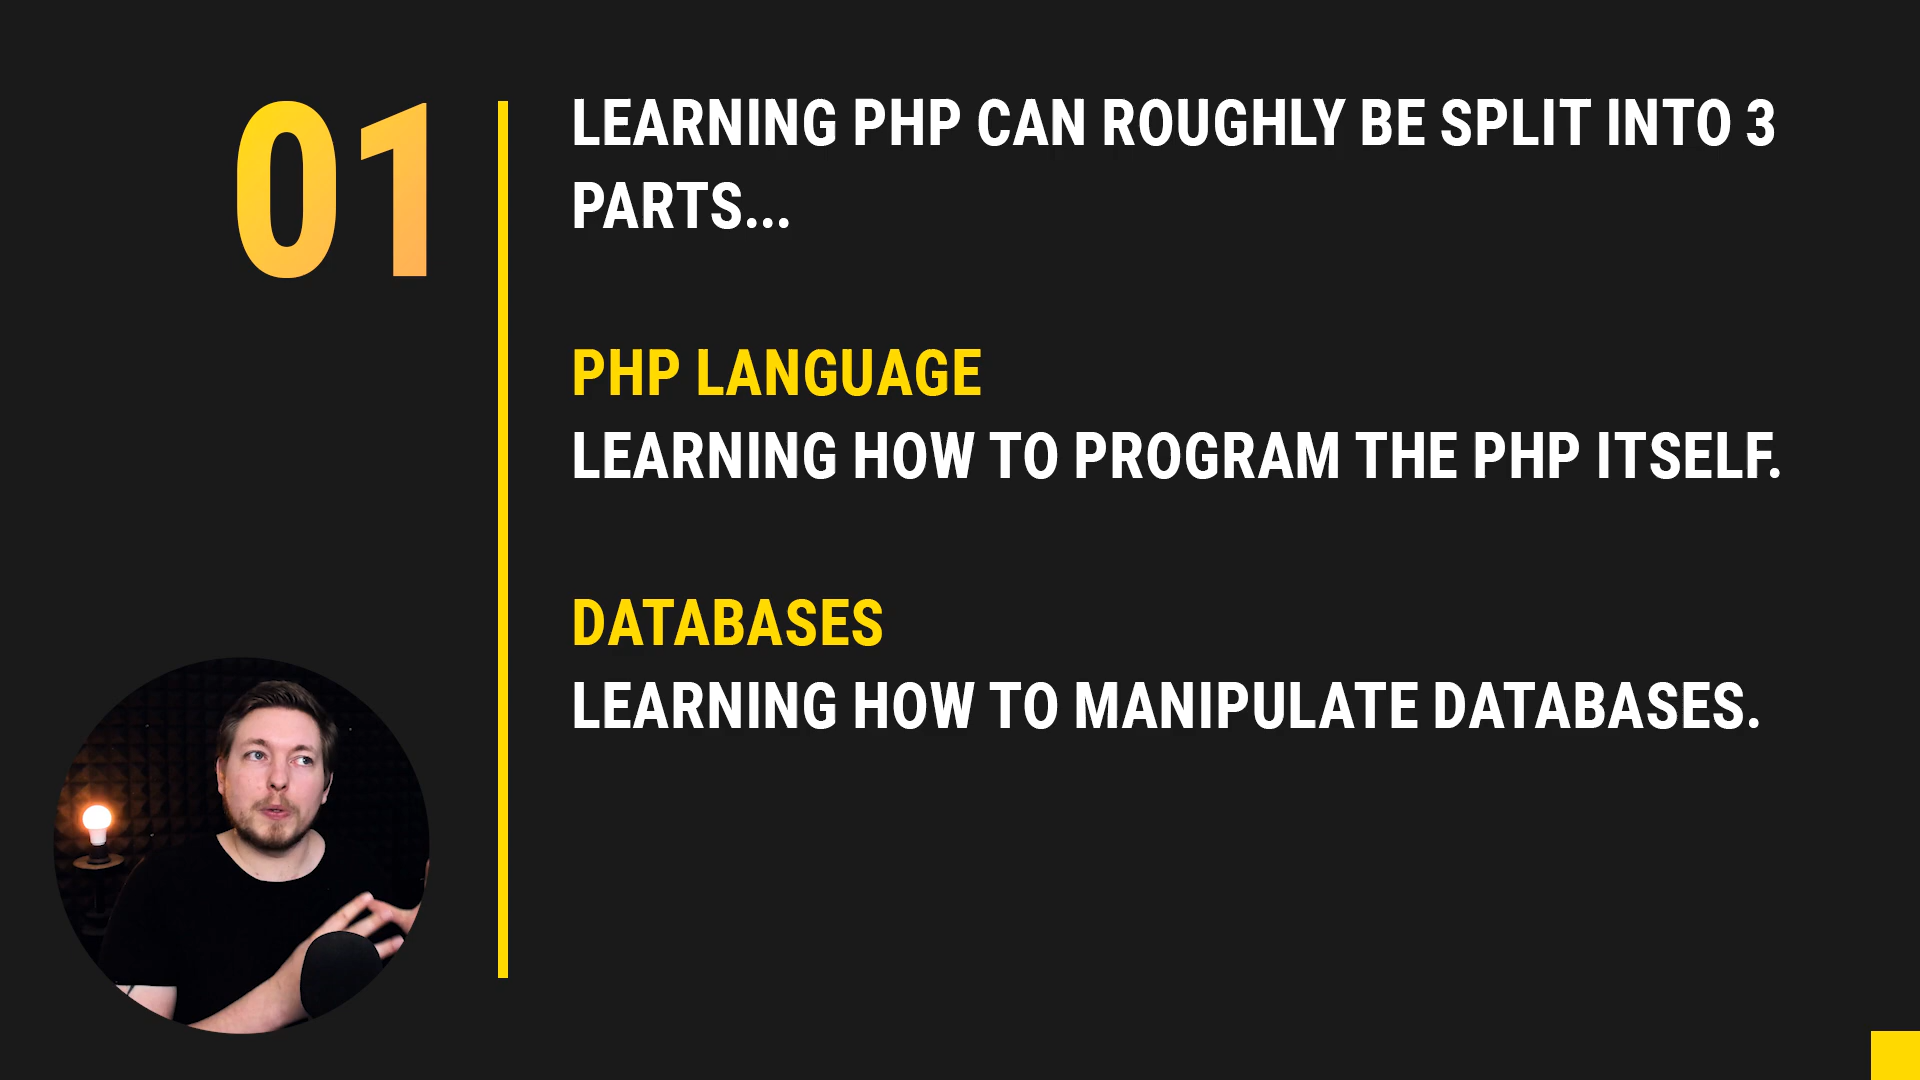 01
LEARNING PHP CAN ROUGHLY BE SPLIT INTO 3
PARTS...
PHP LANGUAGE
LEARNING HOW TO PROGRAM THE PHP ITSELF.
DATABASES
LEARNING HOW TO MANIPULATE DATABASES.